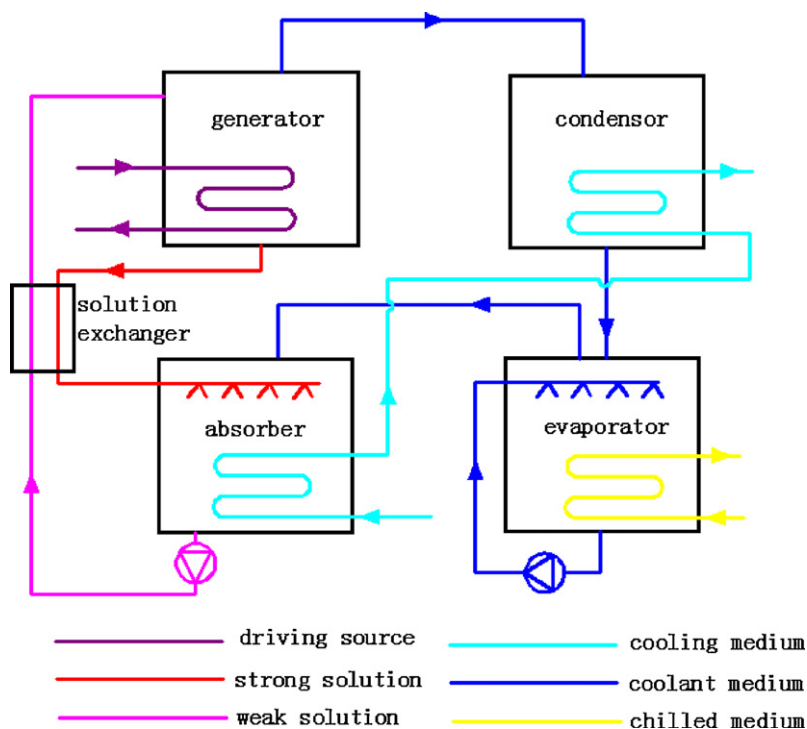 generator
condensor
solution
exchanger
absorber
evaporator
driving source
cooling medium
strong solution
coolant medium
weak solution
chilled medium